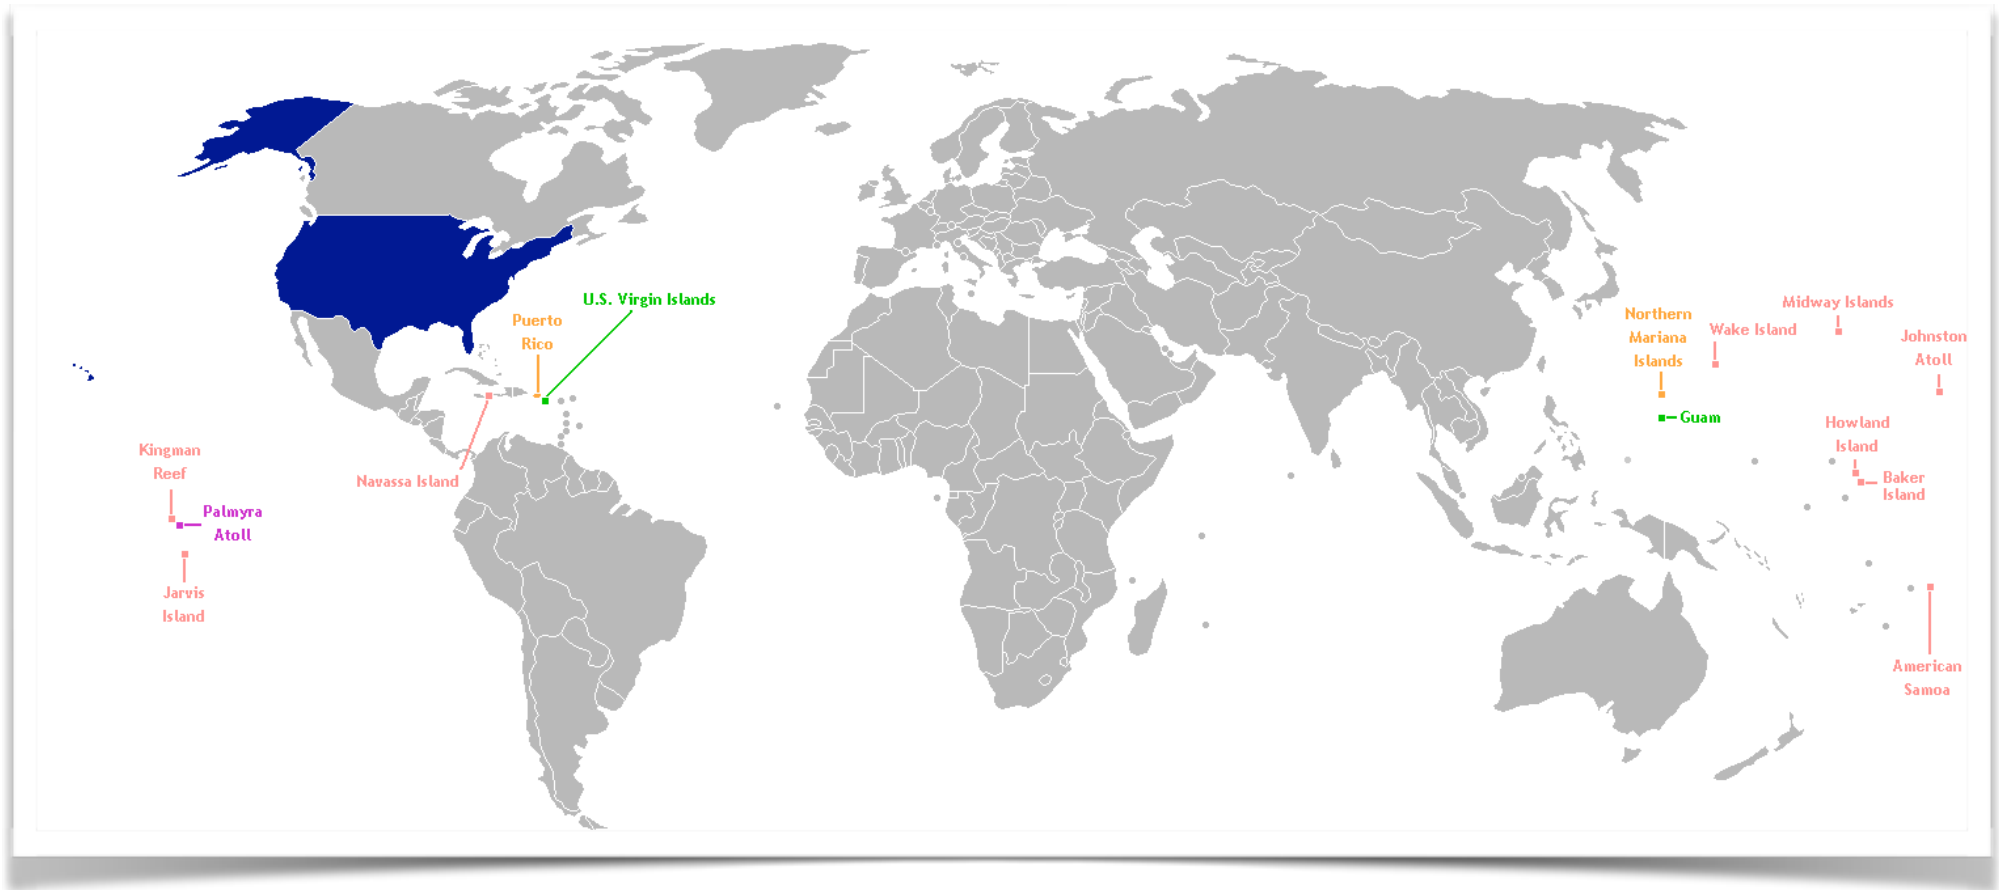 U.S. Virgin Islands
Puerto
Rico
Navassa Island
Kingman
Reef
Palmyra
Atoll
Jarvis
Island
Northern
Mariana
Islands
Guam
Wake Island
Midway Islands
Johnston
Atoll
Howland
Island
Baker
Island
American
Samoa